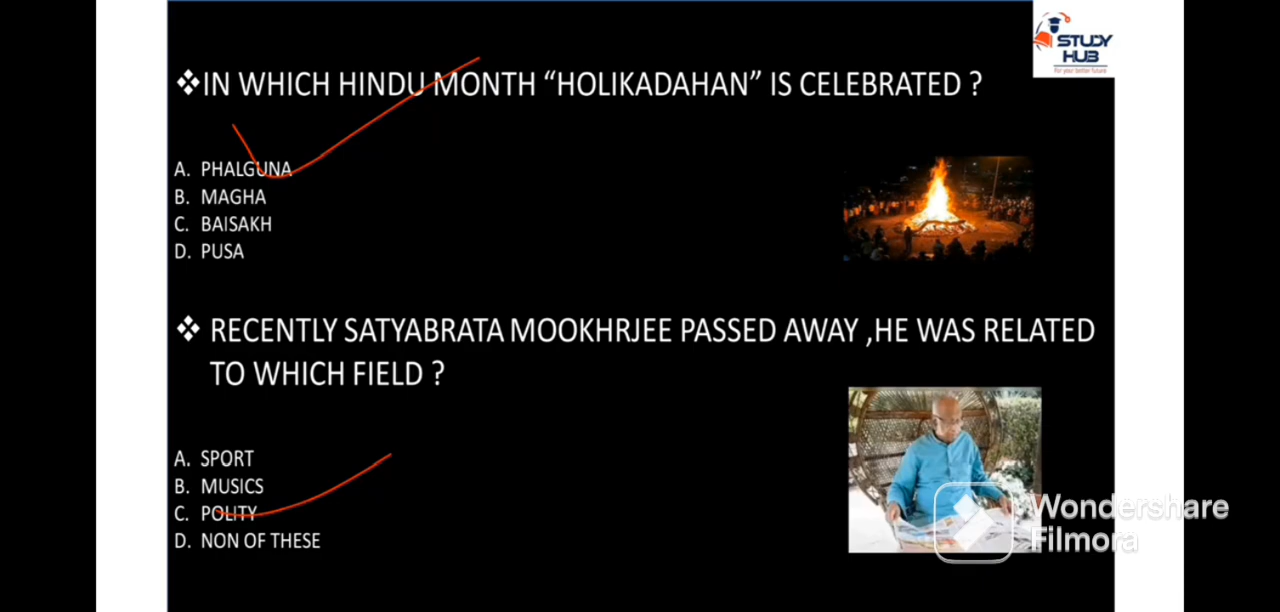 STUDY
HUB
For your better future
❖IN WHICH HINDU MONTH “HOLIKADAHAN” IS CELEBRATED ?
A. PHALGUNA
B. MAGHA
C. BAISAKH
D. PUSA
❖ RECENTLY SATYABRATA MOOKHRJEE PASSED AWAY ,HE WAS RELATED
TO WHICH FIELD ?
A. SPORT
B. MUSICS
C. POLITY
D. NON OF THESE
Wondershare
Filmora